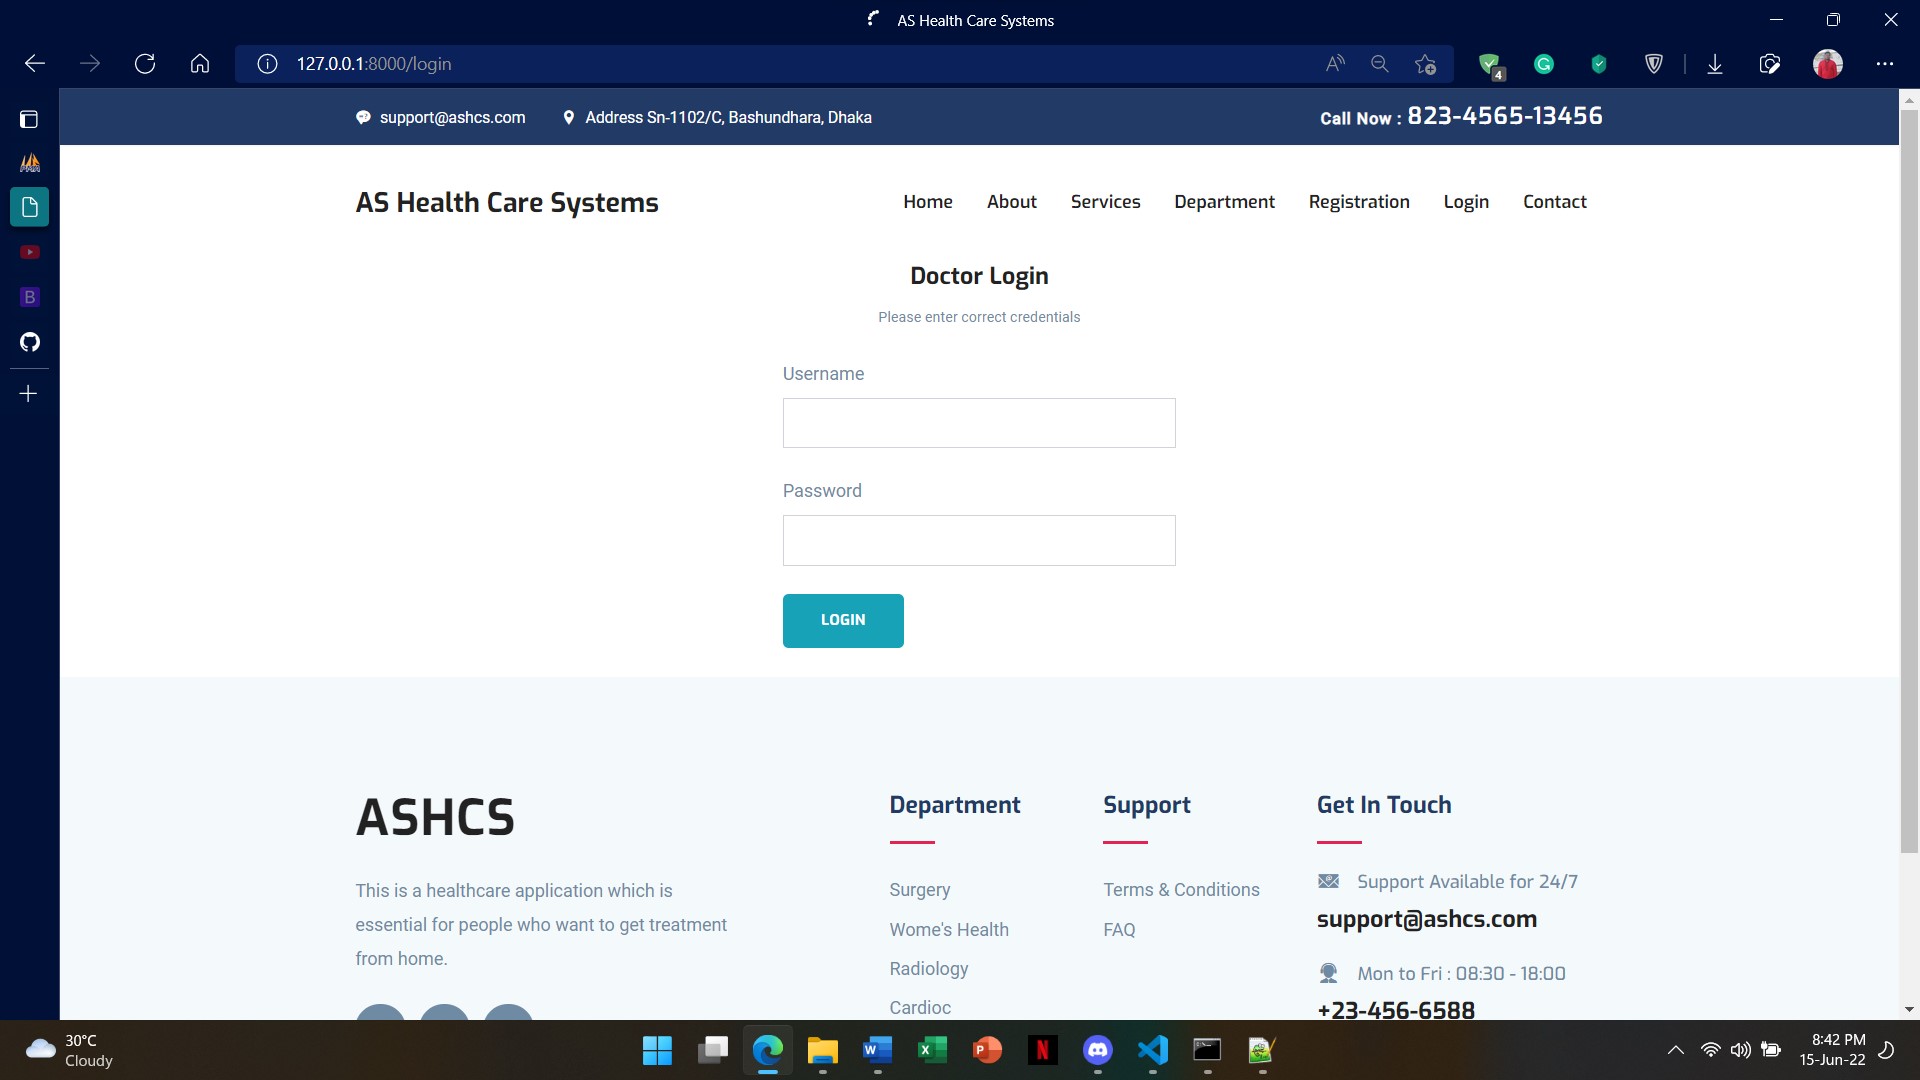 AS Health Care Systems
127.0.0.1:8000/login
4
support@ashcs.com
Address Sn-1102/C, Bashundhara, Dhaka
Call Now : 823-4565-13456
AS Health Care Systems
Home
About
Services
Department
Registration
Login
Contact
Doctor Login
Please enter correct credentials
Username
Password
LOGIN
ASHCS
This is a healthcare application which is
essential for people who want to get treatment
from home.
Department
Surgery
Wome's Health
Radiology
Cardioc
Support
Terms & Conditions
FAQ
Get In Touch
Support Available for 24/7
support@ashcs.com
Mon to Fri : 08:30 - 18:00
+23-456-6588
30°C
Cloudy
8:42 PM
15-Jun-22